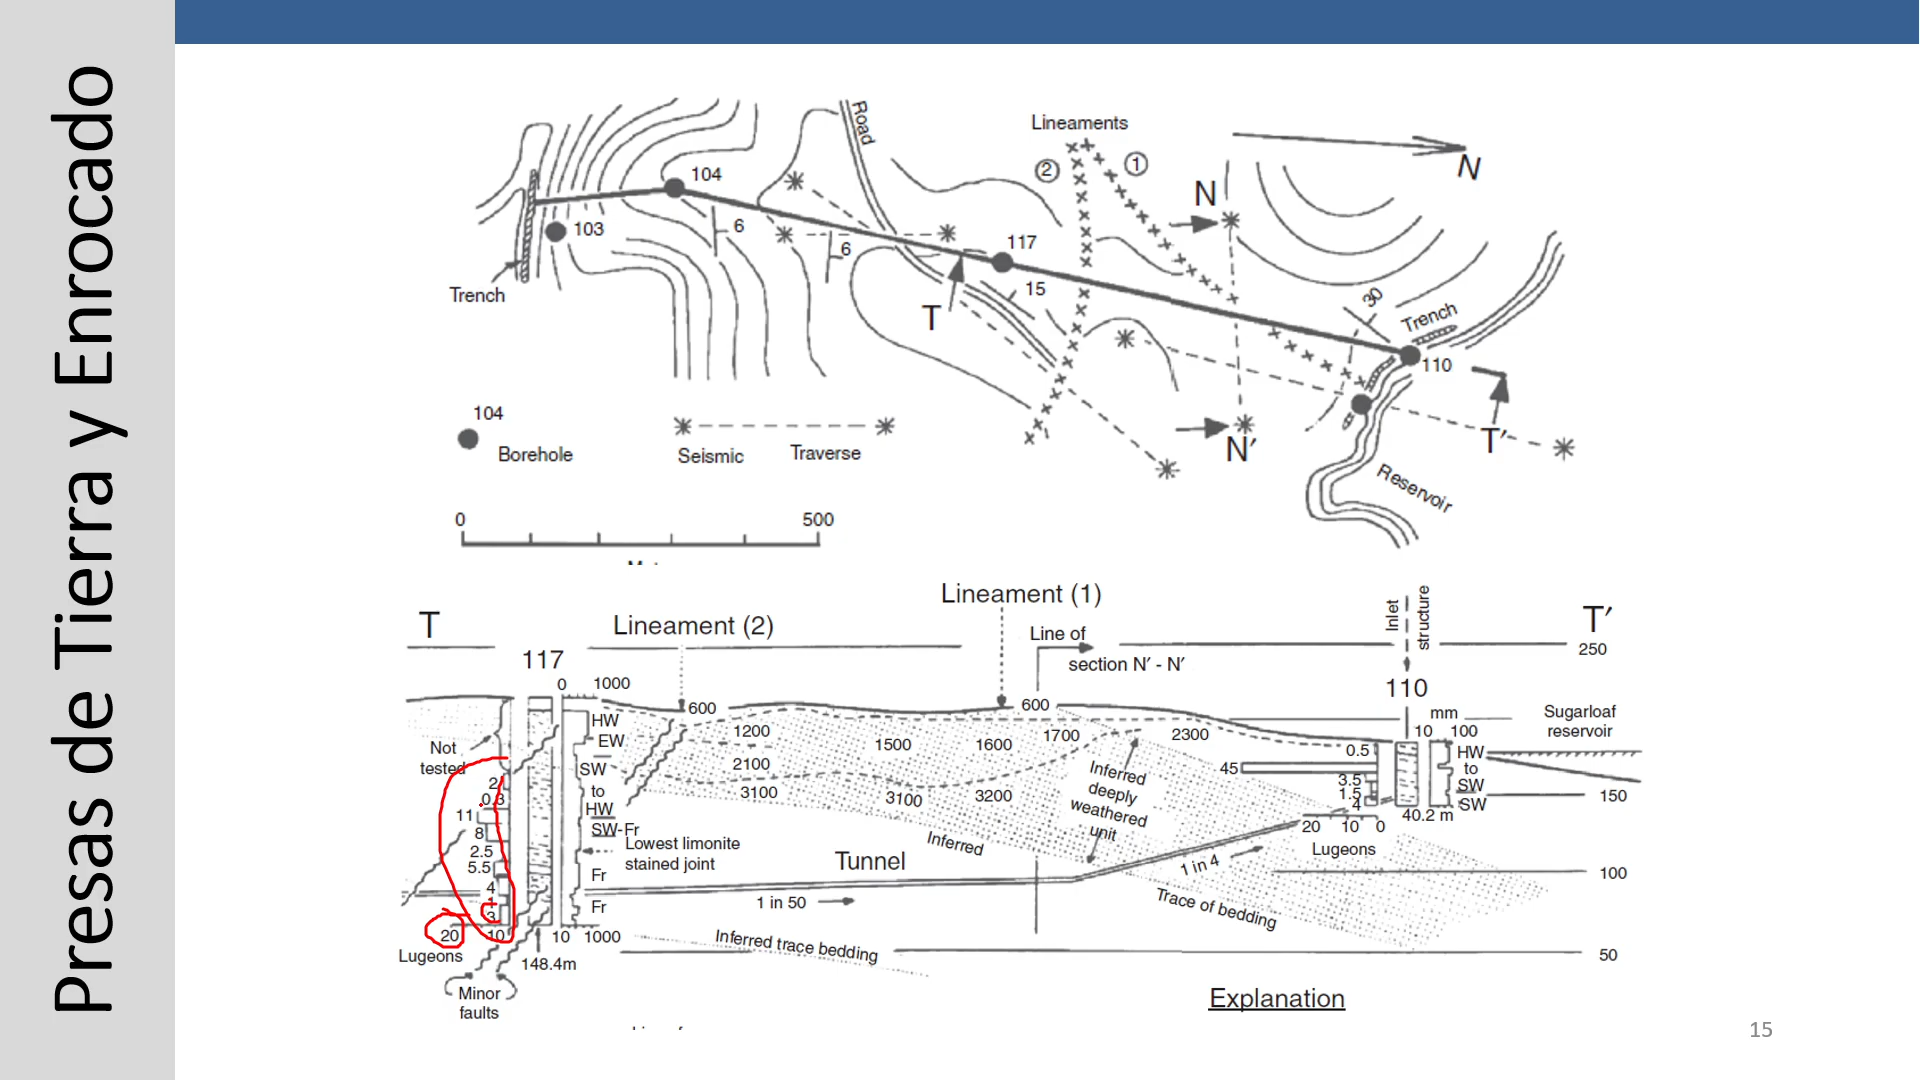 Presas de Tierra y Enrocado
Road
Lineaments
② ①
N
104
N
103
6
6
117
Trench
T
15
30
Trench
110
104
Borehole
Seismic Traverse
N′
T′
Reservoir
0 500
Lineament (1)
Inlet structure
T
Lineament (2)
Line of
section N′ - N′
T′
250
117
0 1000
110
600
600
mm
10 100
Sugarloaf
reservoir
Not
tested
HW
EW
SW
to
HW
SW-Fr
Fr
Fr
1200
2100
3100
1500
3100
1600
3200
1700
2300
0.5
45
3.5
1.5
4
HW
to
SW
SW
150
40.2 m
20 10 0
Lugeons
2
0.3
11
8
2.5
5.5
4
1
3
20 10
Lugeons
Lowest limonite
stained joint
Inferred
deeply
weathered
unit
Inferred
Tunnel
1 in 4
100
1 in 50
Trace of bedding
10 1000
148.4m
Inferred trace bedding
50
Minor
faults
Explanation
15